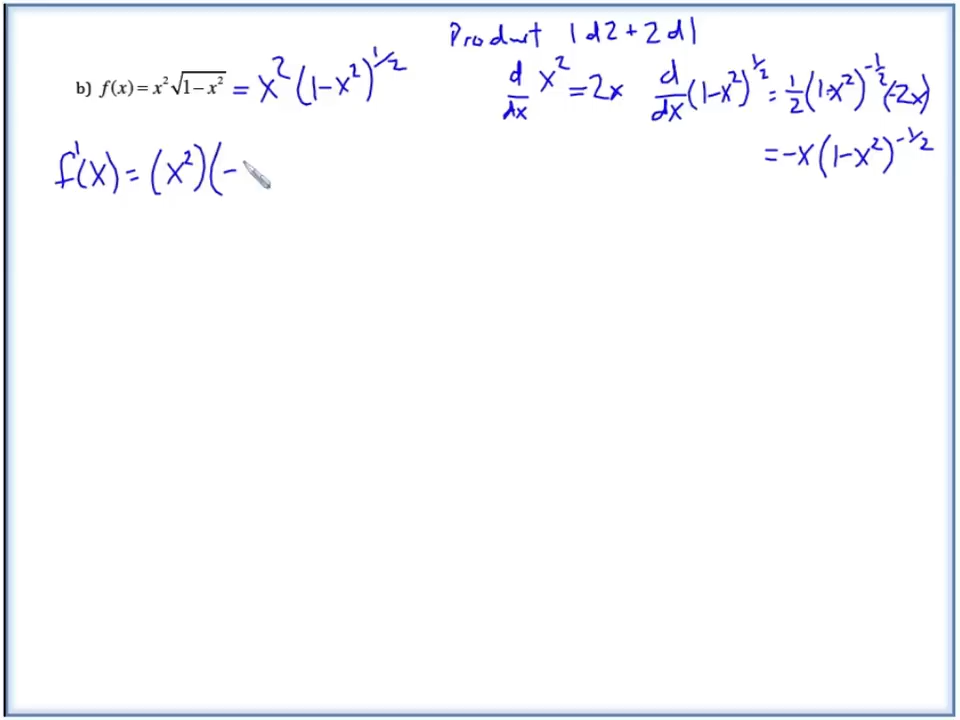 Product 1d2 + 2d1
b) f(x) = x²√(1 − x²) = x²(1−x²)^1/2
d/dx x² = 2x   d/dx (1−x²)^1/2 = 1/2 (1-x²)^-1/2 (-2x)
= -x(1−x²)^-1/2
f'(x) = (x²)(-